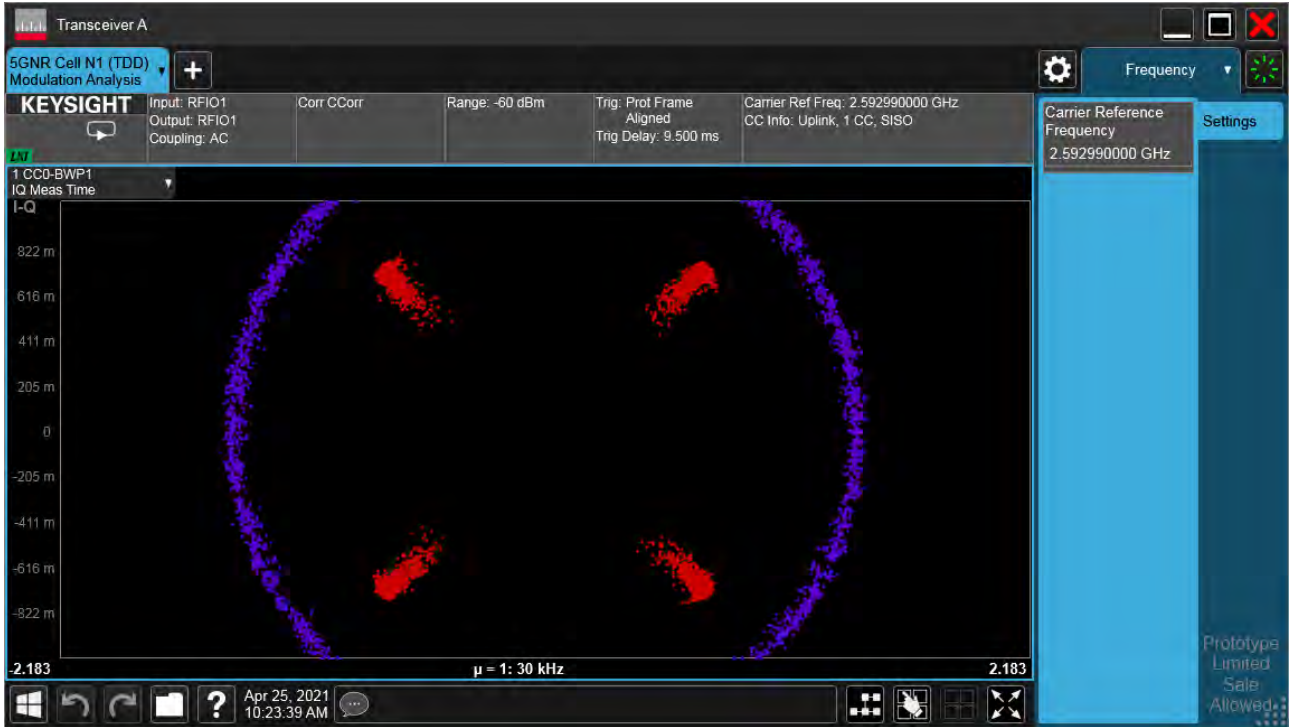 Transceiver A
5GNR Cell N1 (TDD)
Modulation Analysis
+
Frequency
KEYSIGHT
LXI
Input: RFIO1
Output: RFIO1
Coupling: AC
Corr CCorr
Range: -60 dBm
Trig: Prot Frame
Aligned
Trig Delay: 9.500 ms
Carrier Ref Freq: 2.592990000 GHz
CC Info: Uplink, 1 CC, SISO
Carrier Reference
Frequency
2.592990000 GHz
Settings
1 CC0-BWP1
IQ Meas Time
I-Q
822 m
616 m
411 m
205 m
0
-205 m
-411 m
-616 m
-822 m
-2.183
µ = 1: 30 kHz
2.183
Prototype
Limited
Sale
Allowed
?
Apr 25, 2021
10:23:39 AM